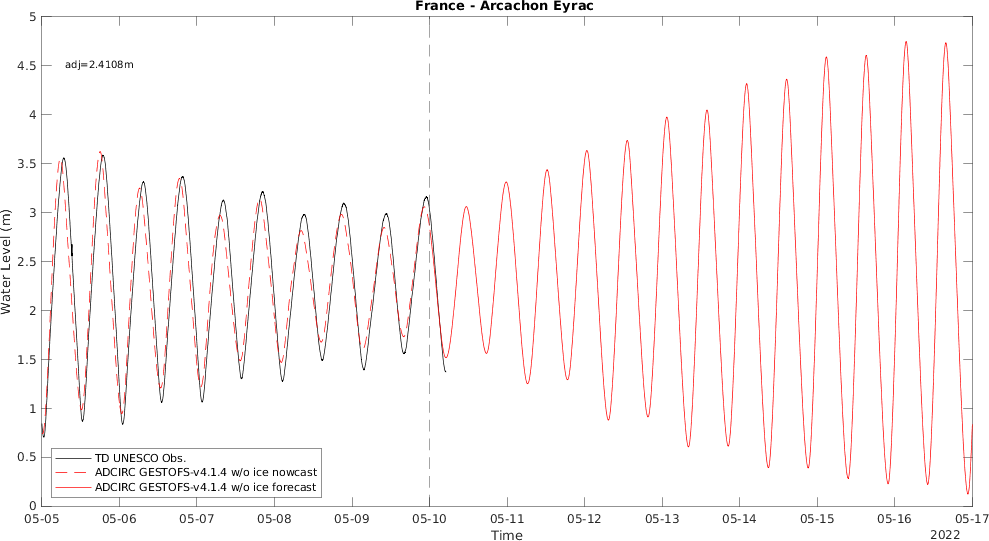 France - Arcachon Eyrac
adj=2.4108m
5
4.5
4
3.5
3
2.5
2
1.5
1
0.5
0
Water Level (m)
TD UNESCO Obs.
ADCIRC GESTOFS-v4.1.4 w/o ice nowcast
ADCIRC GESTOFS-v4.1.4 w/o ice forecast
05-05 05-06 05-07 05-08 05-09 05-10 05-11 05-12 05-13 05-14 05-15 05-16 05-17
Time
2022